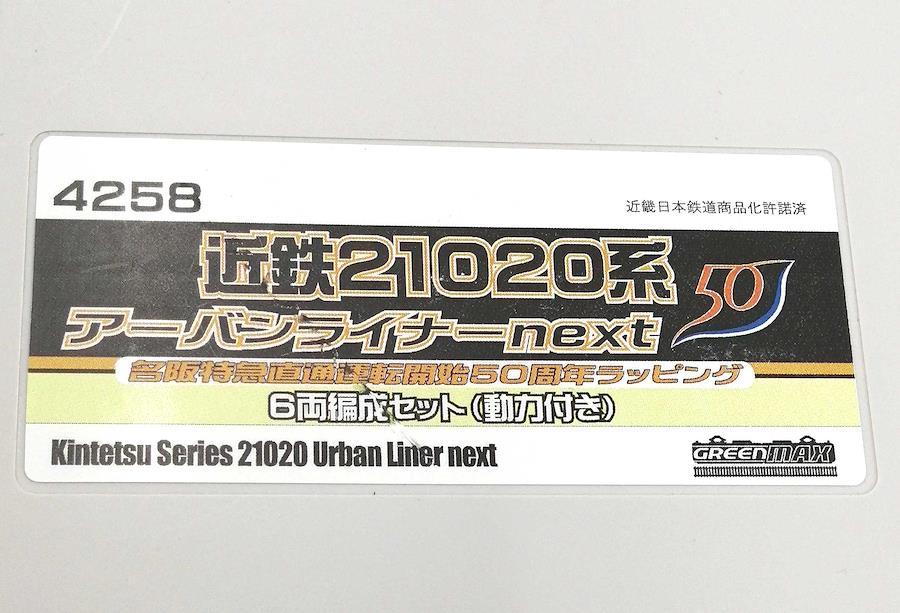 4258
近畿日本鉄道商品化許諾済
近鉄21020系
アーバンライナーnext
50
名阪特急直通運転開始50周年ラッピング
6両編成セット(動力付き)
Kintetsu Series 21020 Urban Liner next
GREENMAX